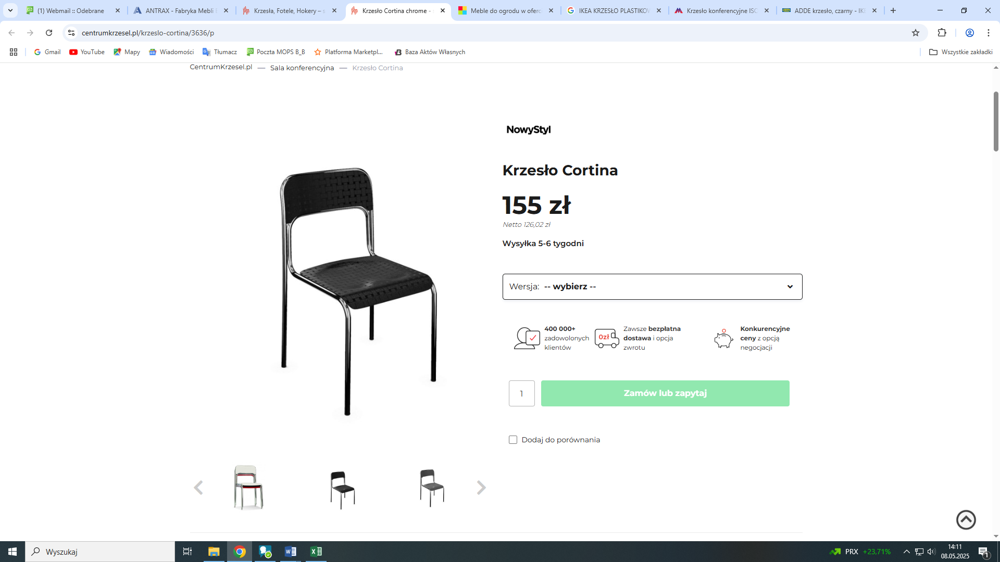 (1) Webmail :: Odebrane
ANTRAX - Fabryka Mebli
Krzesła, Fotele, Hokery –
Krzesło Cortina chrome -
Meble do ogrodu w oferc
IKEA KRZESŁO PLASTIKOW
Krzesło konferencyjne ISO
ADDE krzesło, czarny - IKE
centrumkrzesel.pl/krzeslo-cortina/3636/p
Gmail
YouTube
Mapy
Wiadomości
Tłumacz
Poczta MOPS B_B
Platforma Marketpl...
Baza Aktów Własnych
Wszystkie zakładki
CentrumKrzesel.pl — Sala konferencyjna — Krzesło Cortina
NowyStyl
Krzesło Cortina
155 zł
Netto 126,02 zł
Wysyłka 5-6 tygodni
Wersja: -- wybierz --
400 000+
zadowolonych
klientów
0zł
Zawsze bezpłatna
dostawa i opcja
zwrotu
Konkurencyjne
ceny z opcją
negocjacji
1
Zamów lub zapytaj
Dodaj do porównania
Wyszukaj
PRX +23,71%
14:11
08.05.2025
1